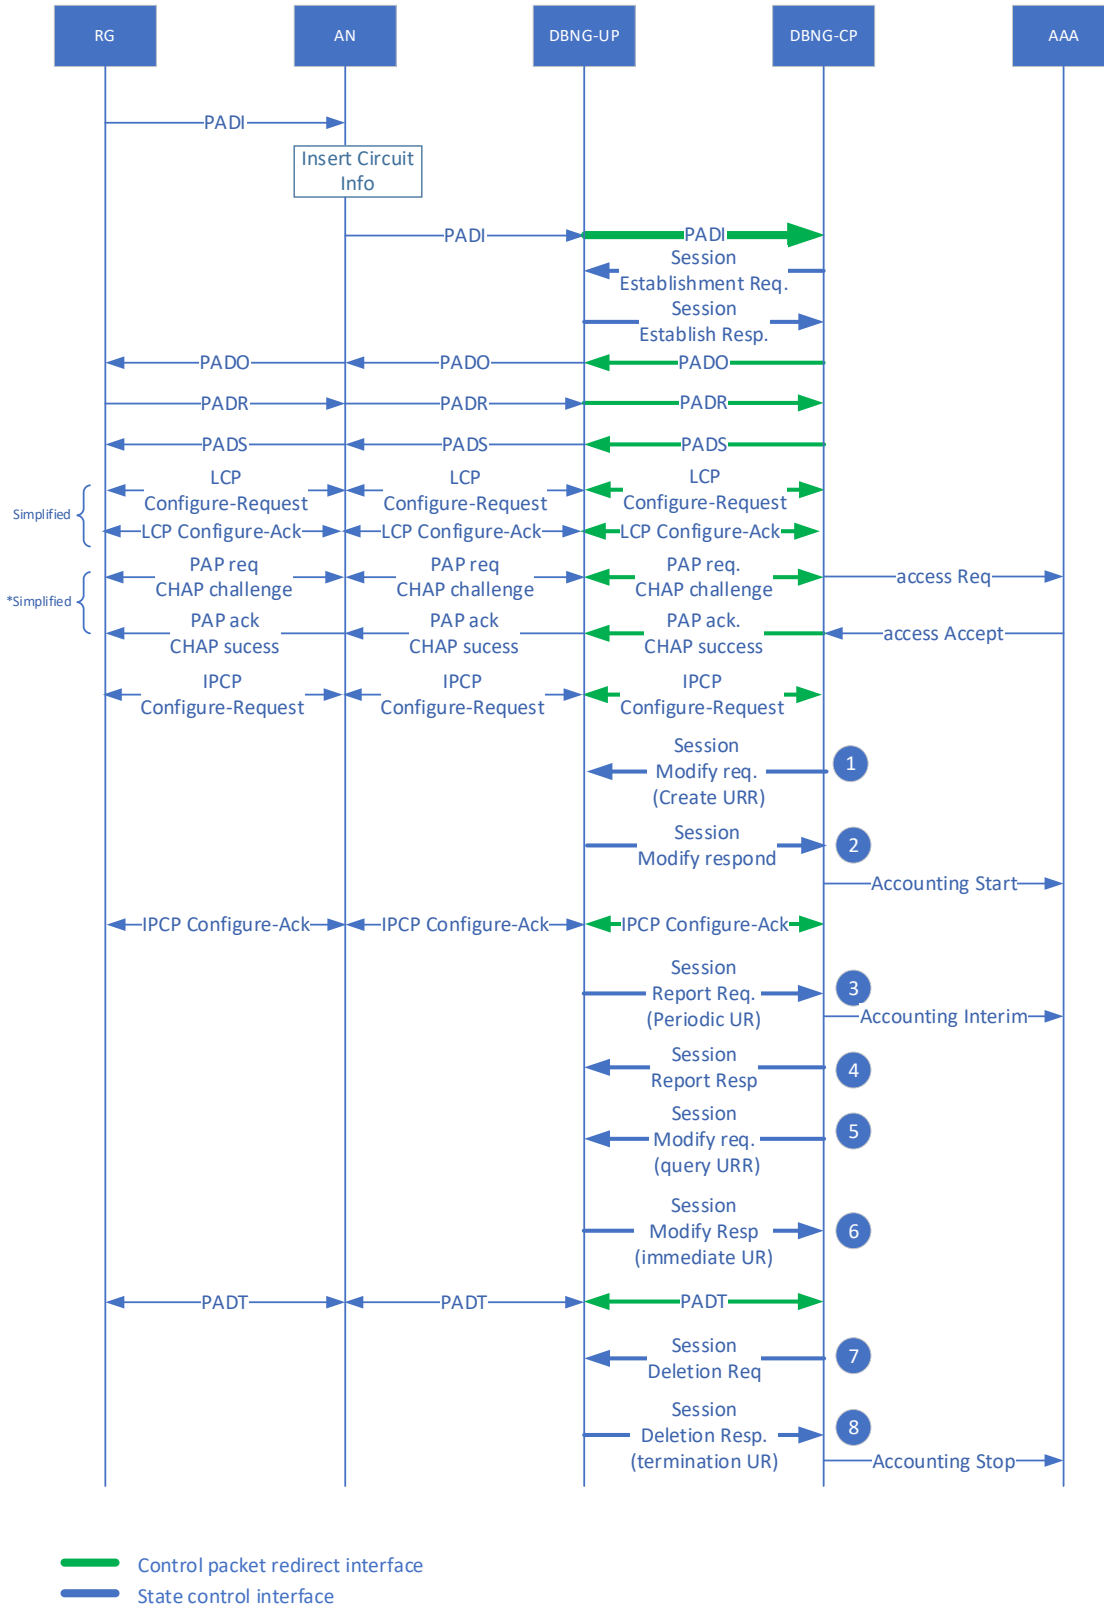 RG AN DBNG-UP DBNG-CP AAA
PADI
Insert Circuit
Info
PADI PADI
Session
Establishment Req.
Session
Establish Resp.
PADO PADO PADO
PADR PADR PADR
PADS PADS PADS
LCP LCP LCP
Configure-Request Configure-Request Configure-Request
Simplified
LCP Configure-Ack LCP Configure-Ack LCP Configure-Ack
PAP req PAP req PAP req.
CHAP challenge CHAP challenge CHAP challenge access Req
*Simplified
PAP ack PAP ack PAP ack.
CHAP sucess CHAP sucess CHAP success access Accept
IPCP IPCP IPCP
Configure-Request Configure-Request Configure-Request
Session
Modify req. 1
(Create URR)
Session
Modify respond 2
Accounting Start
IPCP Configure-Ack IPCP Configure-Ack IPCP Configure-Ack
Session
Report Req. 3
(Periodic UR) Accounting Interim
Session
Report Resp 4
Session
Modify req. 5
(query URR)
Session
Modify Resp 6
(immediate UR)
PADT PADT PADT
Session
Deletion Req 7
Session
Deletion Resp. 8
(termination UR) Accounting Stop
Control packet redirect interface
State control interface